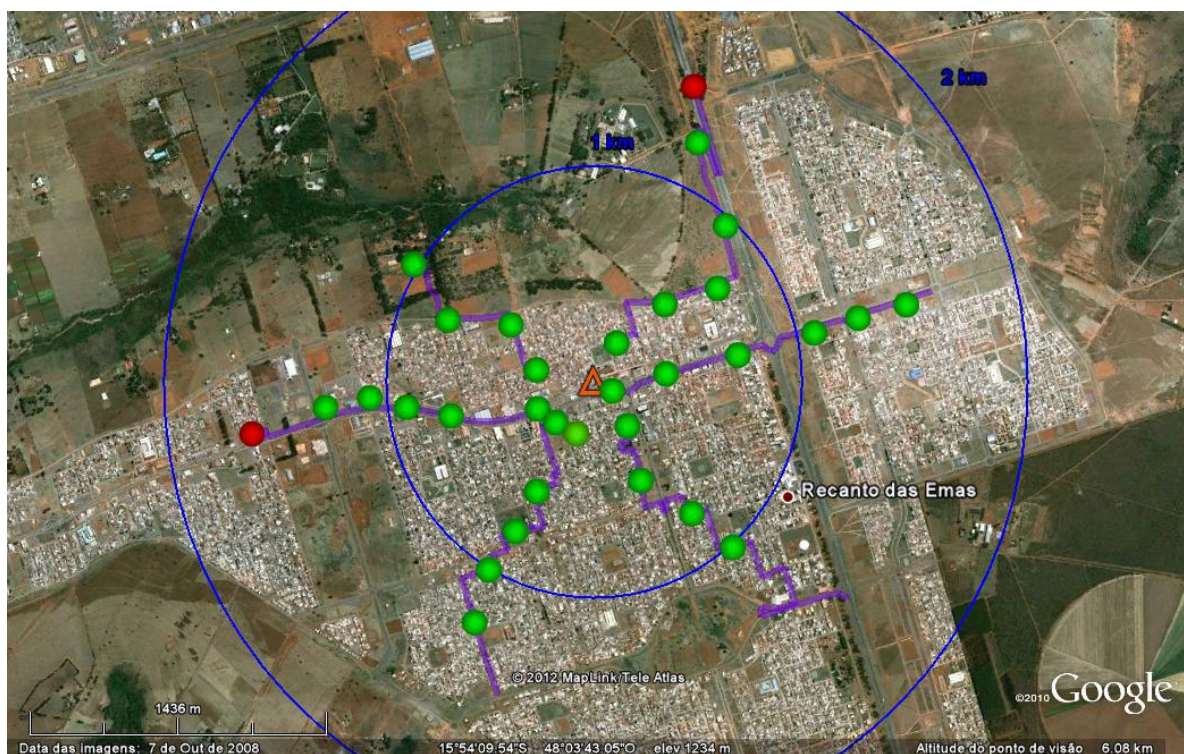 2 km
1 km
Recanto das Emas
© 2012 MapLink/Tele Atlas
1436 m
©2010 Google
Data das imagens: 7 de Out de 2008 15°54'09.54"S 48°03'43.05"O elev 1234 m Altitude do ponto de visão 6.08 km